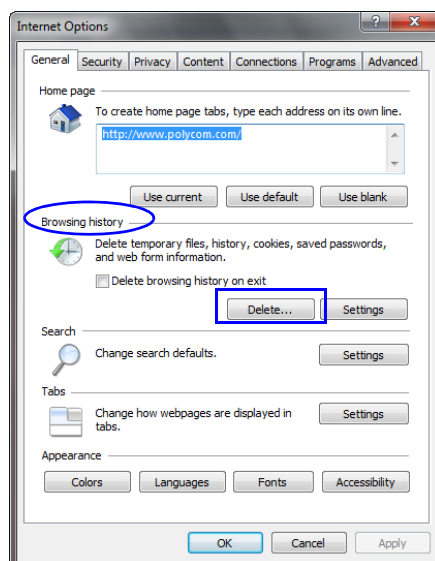 Internet Options
General Security Privacy Content Connections Programs Advanced
Home page
To create home page tabs, type each address on its own line.
http://www.polycom.com/
Use current Use default Use blank
Browsing history
Delete temporary files, history, cookies, saved passwords,
and web form information.
Delete browsing history on exit
Delete... Settings
Search
Change search defaults. Settings
Tabs
Change how webpages are displayed in
tabs.
Settings
Appearance
Colors Languages Fonts Accessibility
OK Cancel Apply